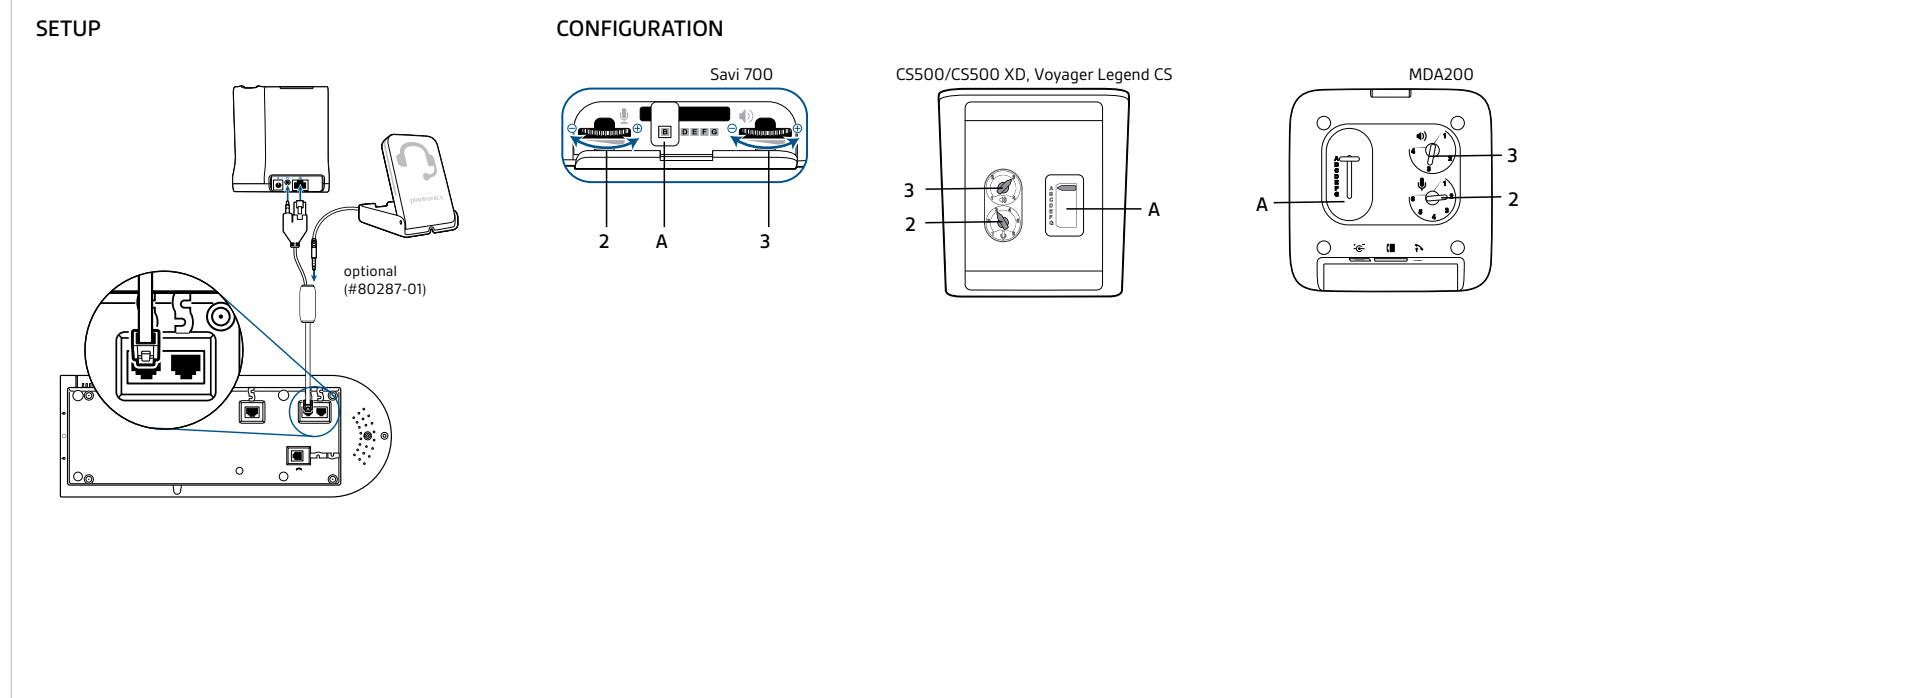 SETUP
CONFIGURATION
Savi 700
CS500/CS500 XD, Voyager Legend CS
MDA200
B D E F G
2
A
3
3
2
A
A
3
2
plantronics
optional
(#80287-01)